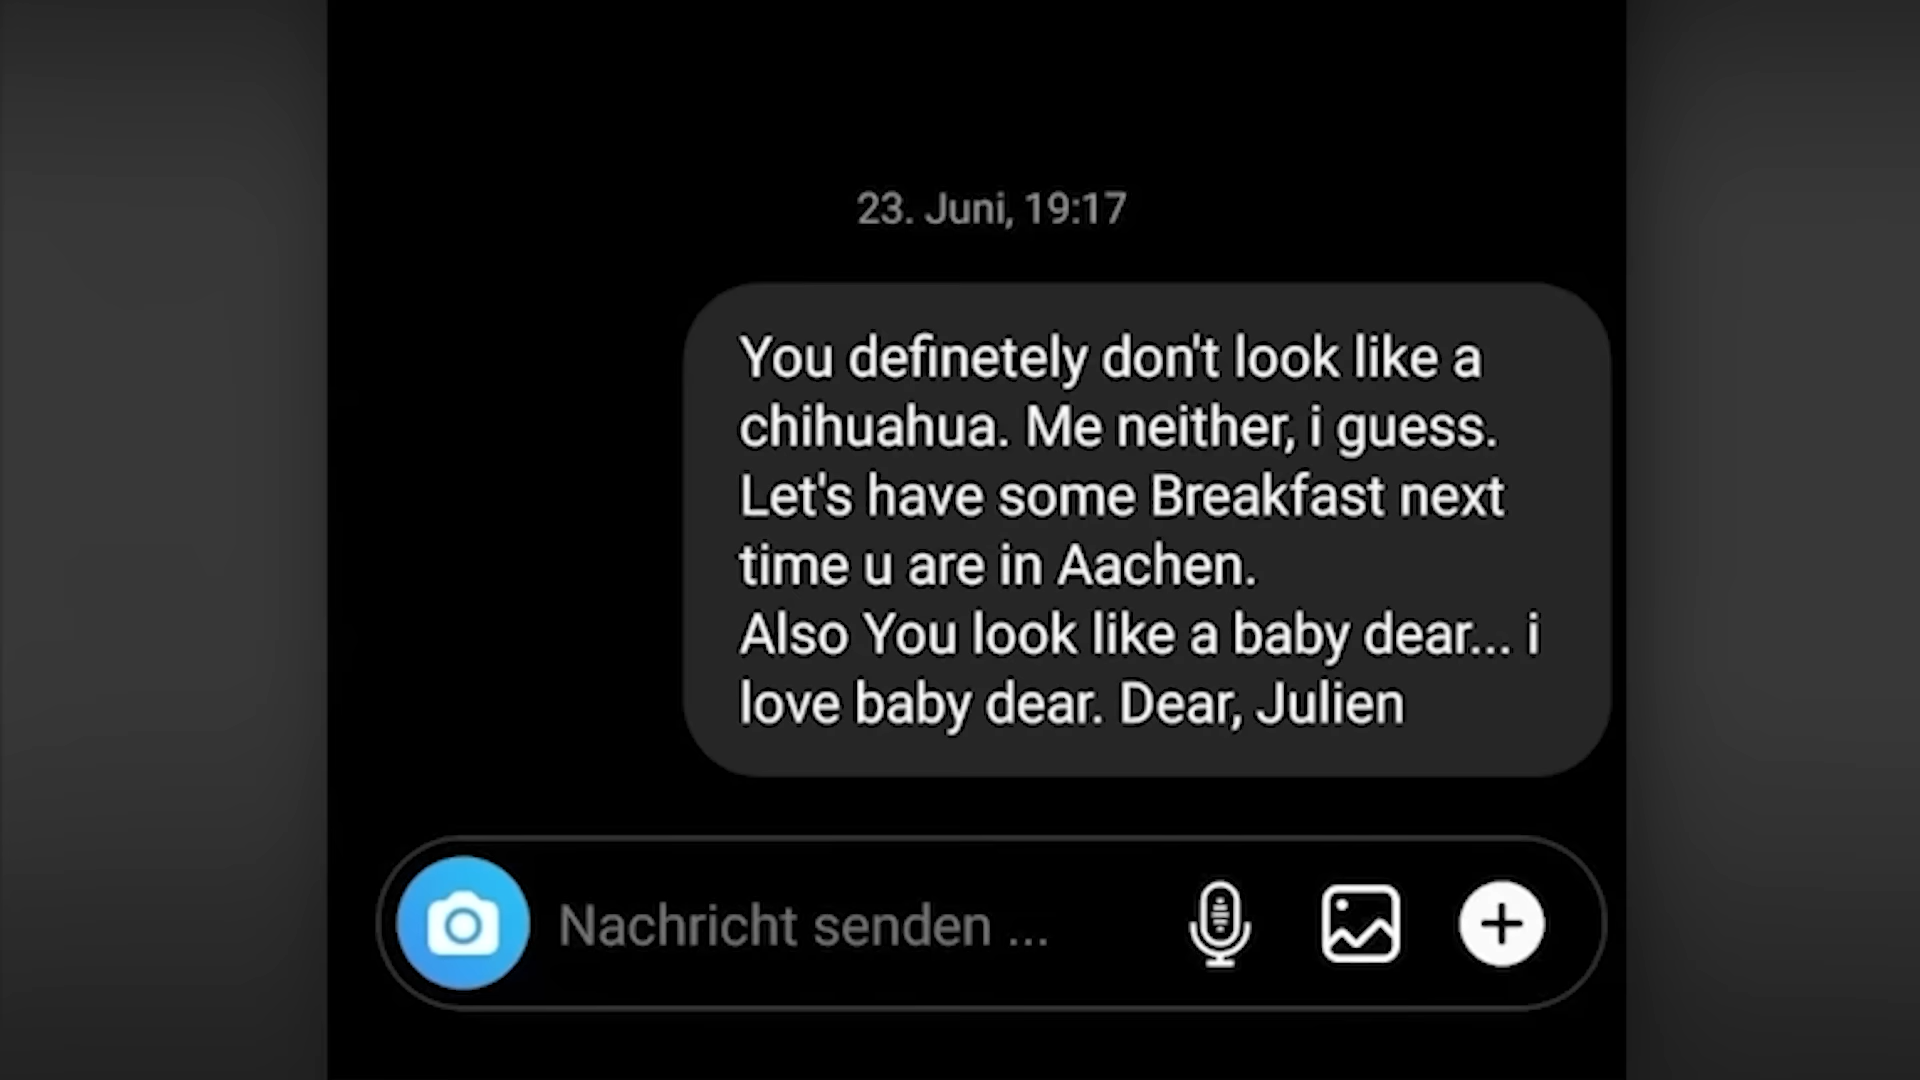 23. Juni, 19:17
You definetely don't look like a
chihuahua. Me neither, i guess.
Let's have some Breakfast next
time u are in Aachen.
Also You look like a baby dear... i
love baby dear. Dear, Julien
Nachricht senden ...